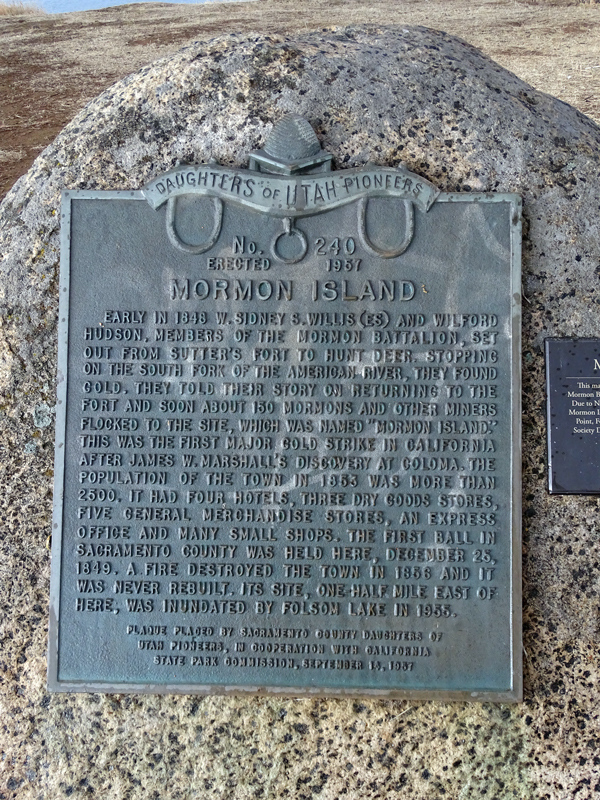 DAUGHTERS OF UTAH PIONEERS
No. 240
ERECTED 1957
MORMON ISLAND
EARLY IN 1848 W. SIDNEY S. WILLIS (ES) AND WILFORD
HUDSON, MEMBERS OF THE MORMON BATTALION, SET
OUT FROM SUTTER'S FORT TO HUNT DEER. STOPPING
ON THE SOUTH FORK OF THE AMERICAN RIVER, THEY FOUND
GOLD. THEY TOLD THEIR STORY ON RETURNING TO THE
FORT AND SOON ABOUT 150 MORMONS AND OTHER MINERS
FLOCKED TO THE SITE, WHICH WAS NAMED "MORMON ISLAND."
THIS WAS THE FIRST MAJOR GOLD STRIKE IN CALIFORNIA
AFTER JAMES W. MARSHALL'S DISCOVERY AT COLOMA. THE
POPULATION OF THE TOWN IN 1853 WAS MORE THAN
2500. IT HAD FOUR HOTELS, THREE DRY GOODS STORES,
FIVE GENERAL MERCHANDISE STORES, AN EXPRESS
OFFICE AND MANY SMALL SHOPS. THE FIRST BALL IN
SACRAMENTO COUNTY WAS HELD HERE, DECEMBER 25,
1849. A FIRE DESTROYED THE TOWN IN 1856 AND IT
WAS NEVER REBUILT. ITS SITE, ONE-HALF MILE EAST OF
HERE, WAS INUNDATED BY FOLSOM LAKE IN 1955.
PLAQUE PLACED BY SACRAMENTO COUNTY DAUGHTERS OF
UTAH PIONEERS, IN COOPERATION WITH CALIFORNIA
STATE PARK COMMISSION, SEPTEMBER 14, 1957
M
This ma
Mormon B
Due to N
Mormon I
Point, F
Society D